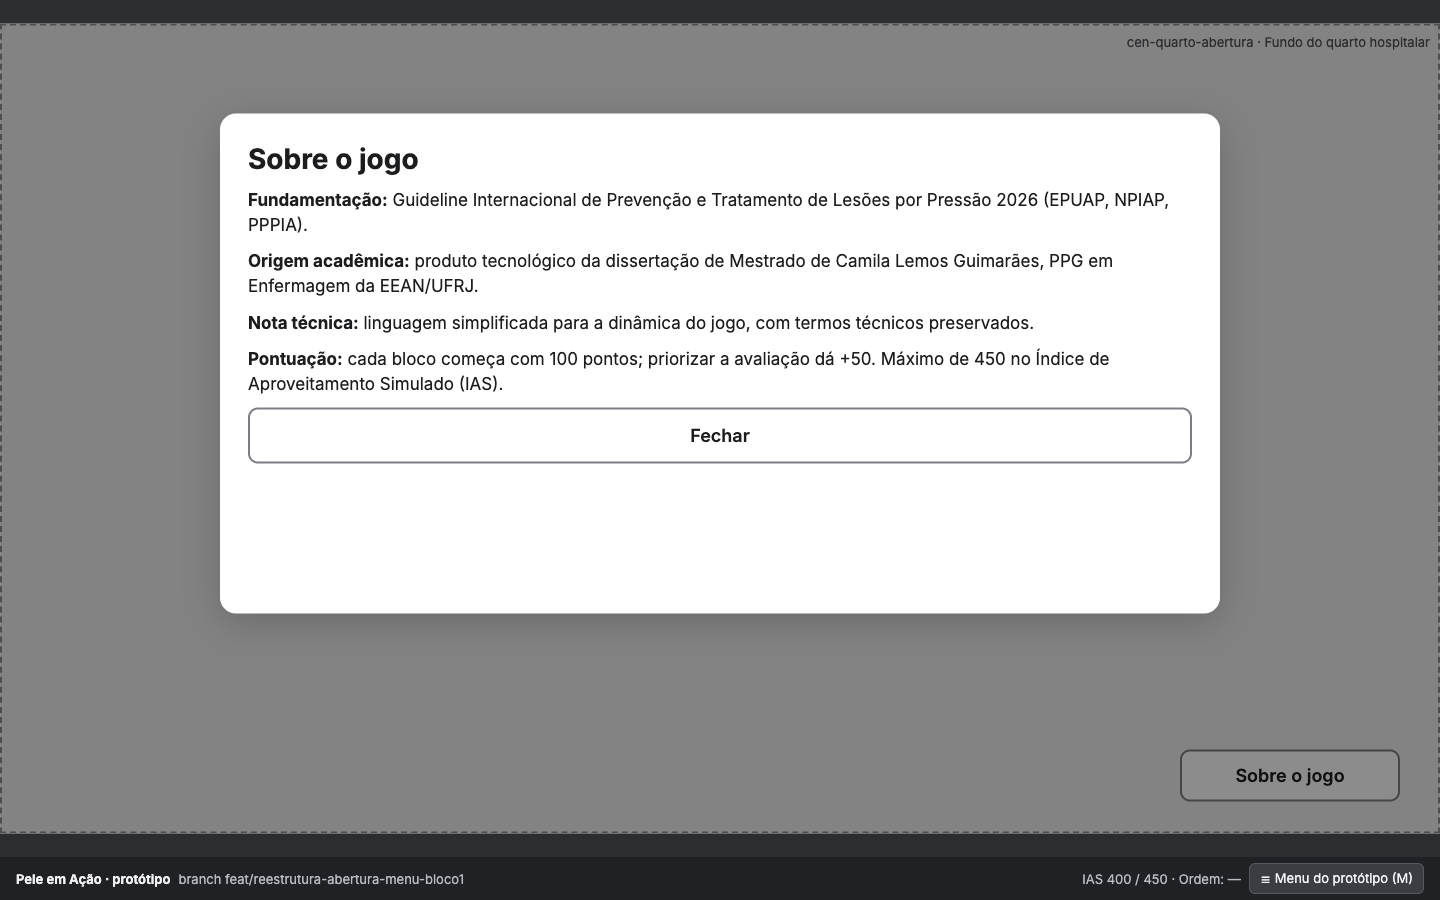 cen-quarto-abertura · Fundo do quarto hospitalar
Sobre o jogo
Fundamentação: Guideline Internacional de Prevenção e Tratamento de Lesões por Pressão 2026 (EPUAP, NPIAP,
PPPIA).
Origem acadêmica: produto tecnológico da dissertação de Mestrado de Camila Lemos Guimarães, PPG em
Enfermagem da EEAN/UFRJ.
Nota técnica: linguagem simplificada para a dinâmica do jogo, com termos técnicos preservados.
Pontuação: cada bloco começa com 100 pontos; priorizar a avaliação dá +50. Máximo de 450 no Índice de
Aproveitamento Simulado (IAS).
Fechar
Sobre o jogo
Pele em Ação · protótipo branch feat/reestrutura-abertura-menu-bloco1
IAS 400 / 450 · Ordem: — ≡ Menu do protótipo (M)